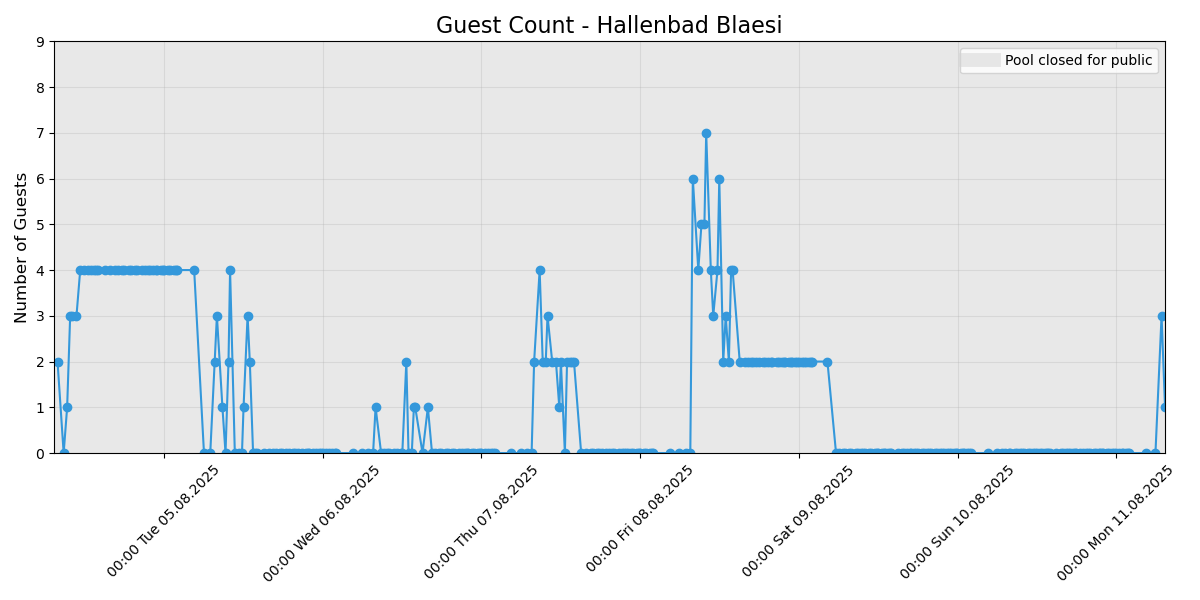 Guest Count - Hallenbad Blaesi
Pool closed for public
Number of Guests
9
8
7
6
5
4
3
2
1
0
00:00 Tue 05.08.2025
00:00 Wed 06.08.2025
00:00 Thu 07.08.2025
00:00 Fri 08.08.2025
00:00 Sat 09.08.2025
00:00 Sun 10.08.2025
00:00 Mon 11.08.2025